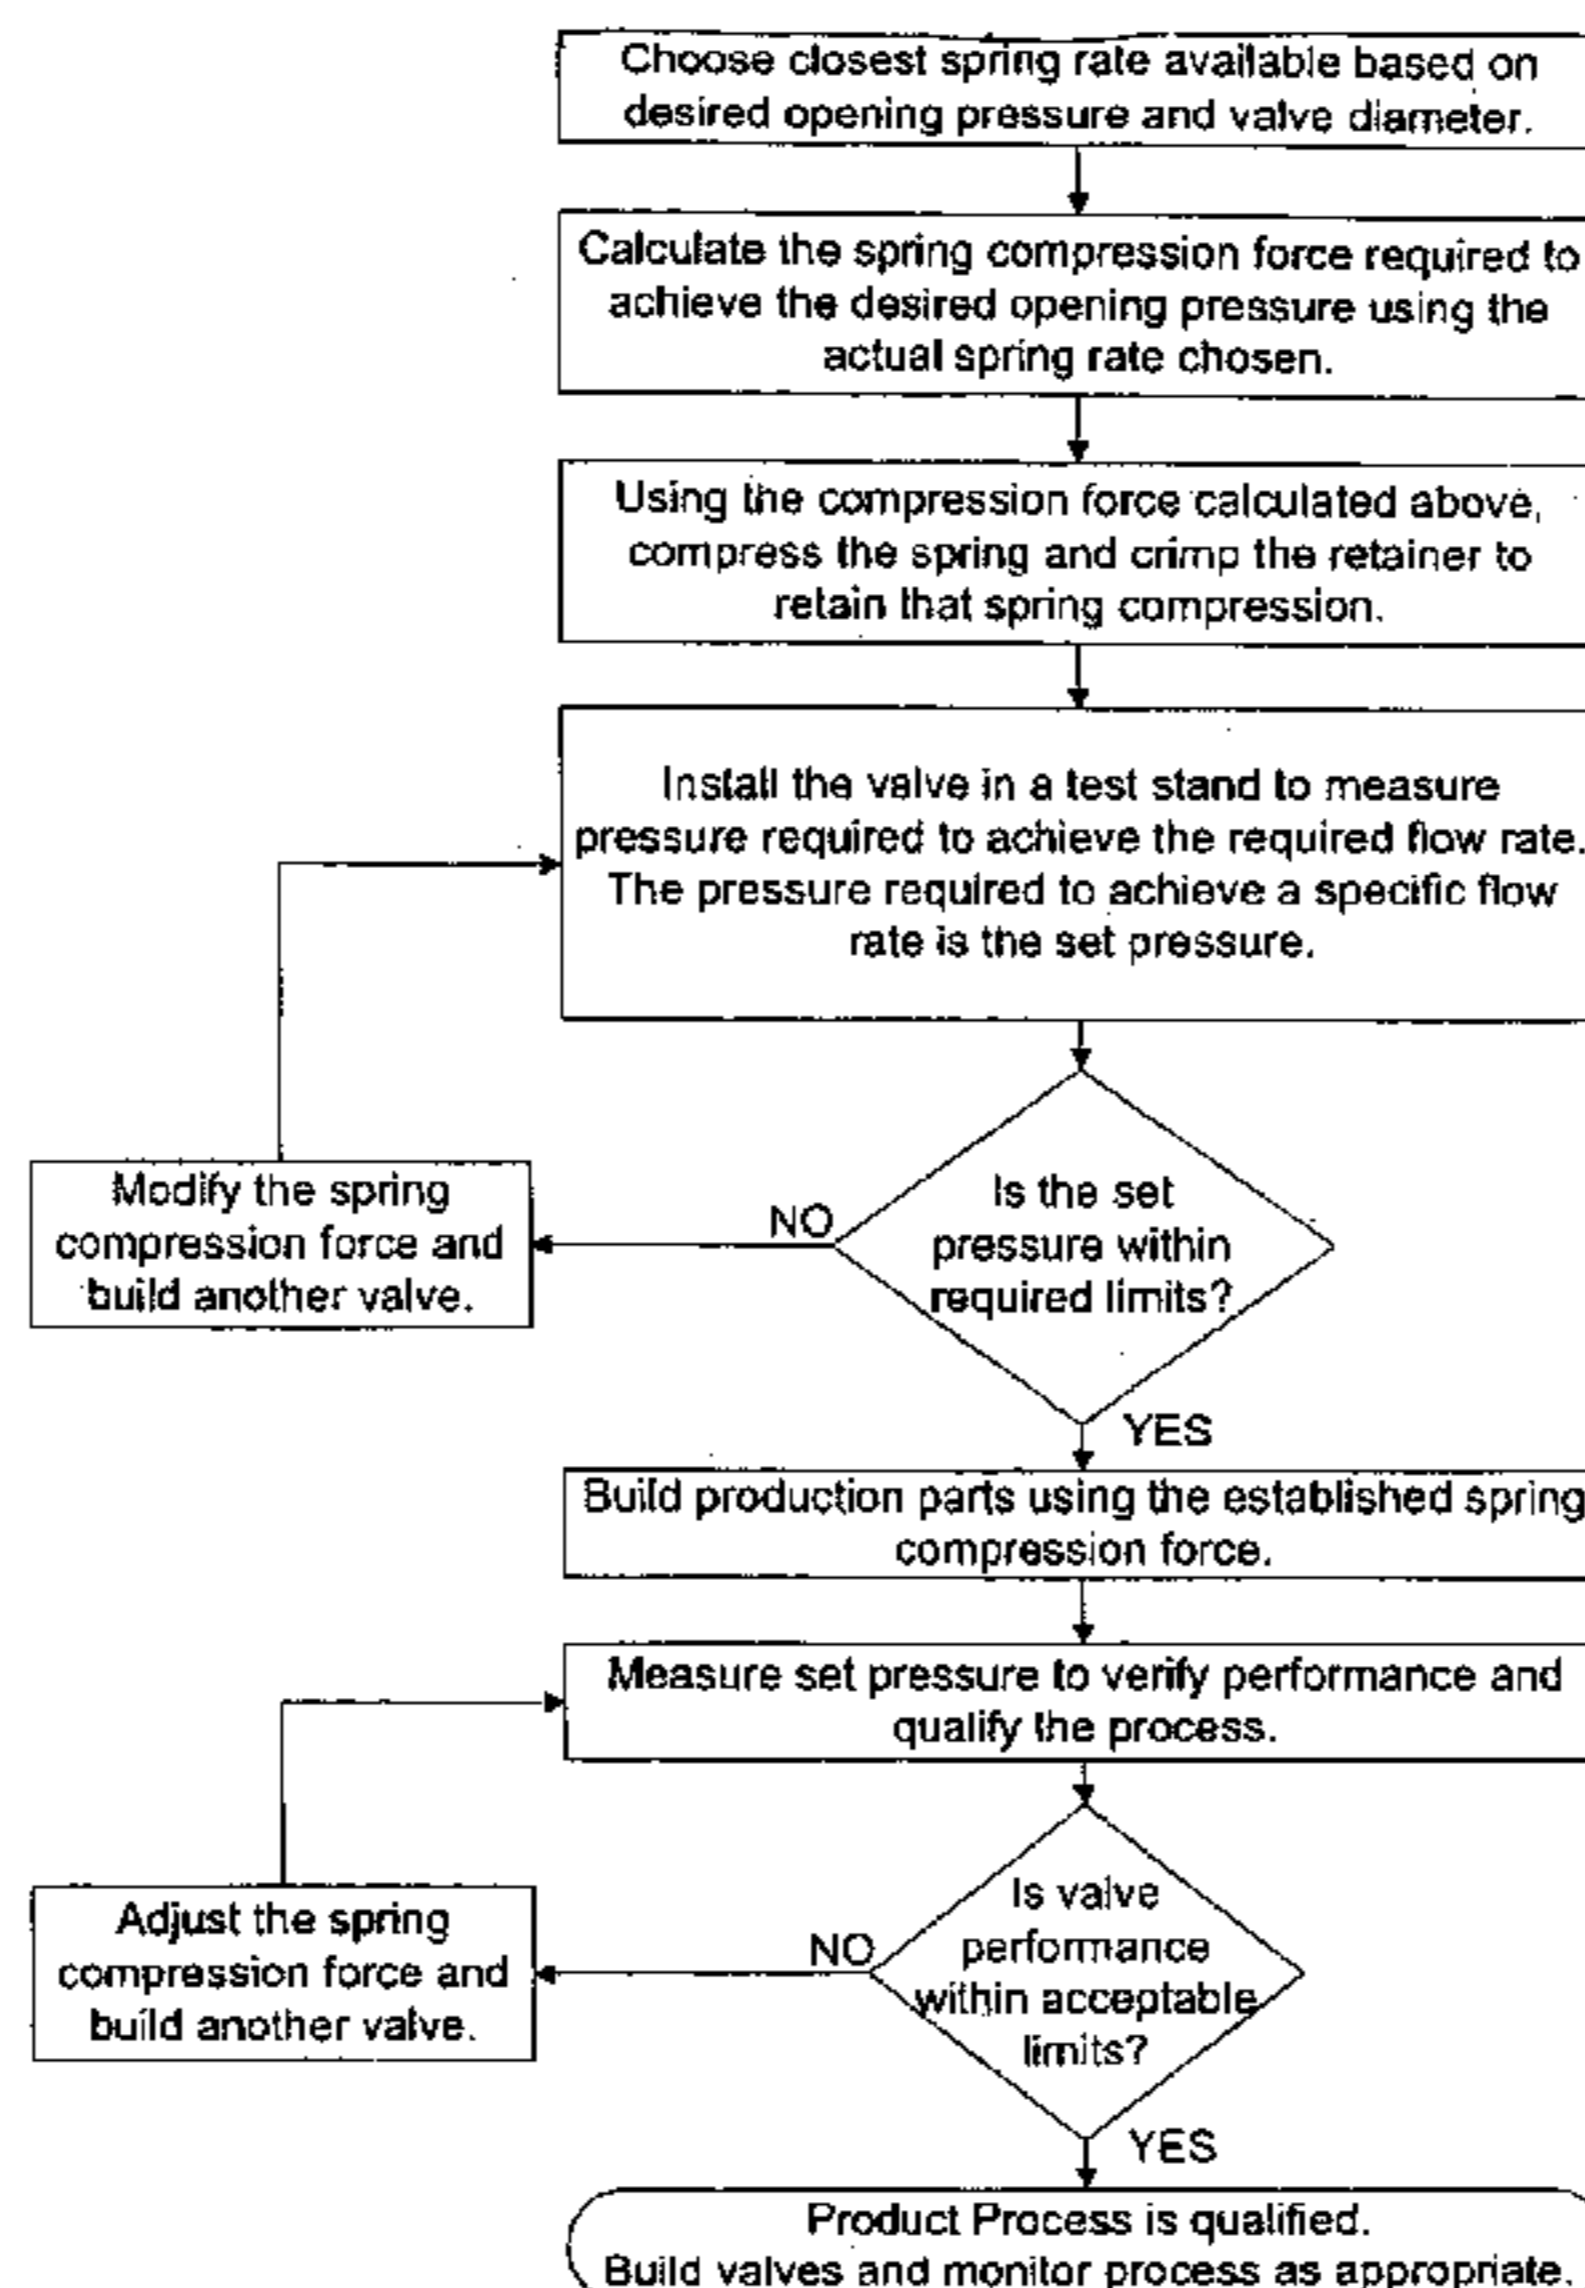 Choose closest spring rate available based on
desired opening pressure and valve diameter.
Calculate the spring compression force required to
achieve the desired opening pressure using the
actual spring rate chosen.
Using the compression force calculated above,
compress the spring and crimp the retainer to
retain that spring compression.
Install the valve in a test stand to measure
pressure required to achieve the required flow rate.
The pressure required to achieve a specific flow
rate is the set pressure.
Is the set
pressure within
required limits?
NO
Modify the spring
compression force and
build another valve.
YES
Build production parts using the established spring
compression force.
Measure set pressure to verify performance and
qualify the process.
Is valve
performance
within acceptable
limits?
NO
Adjust the spring
compression force and
build another valve.
YES
Product Process is qualified.
Build valves and monitor process as appropriate.